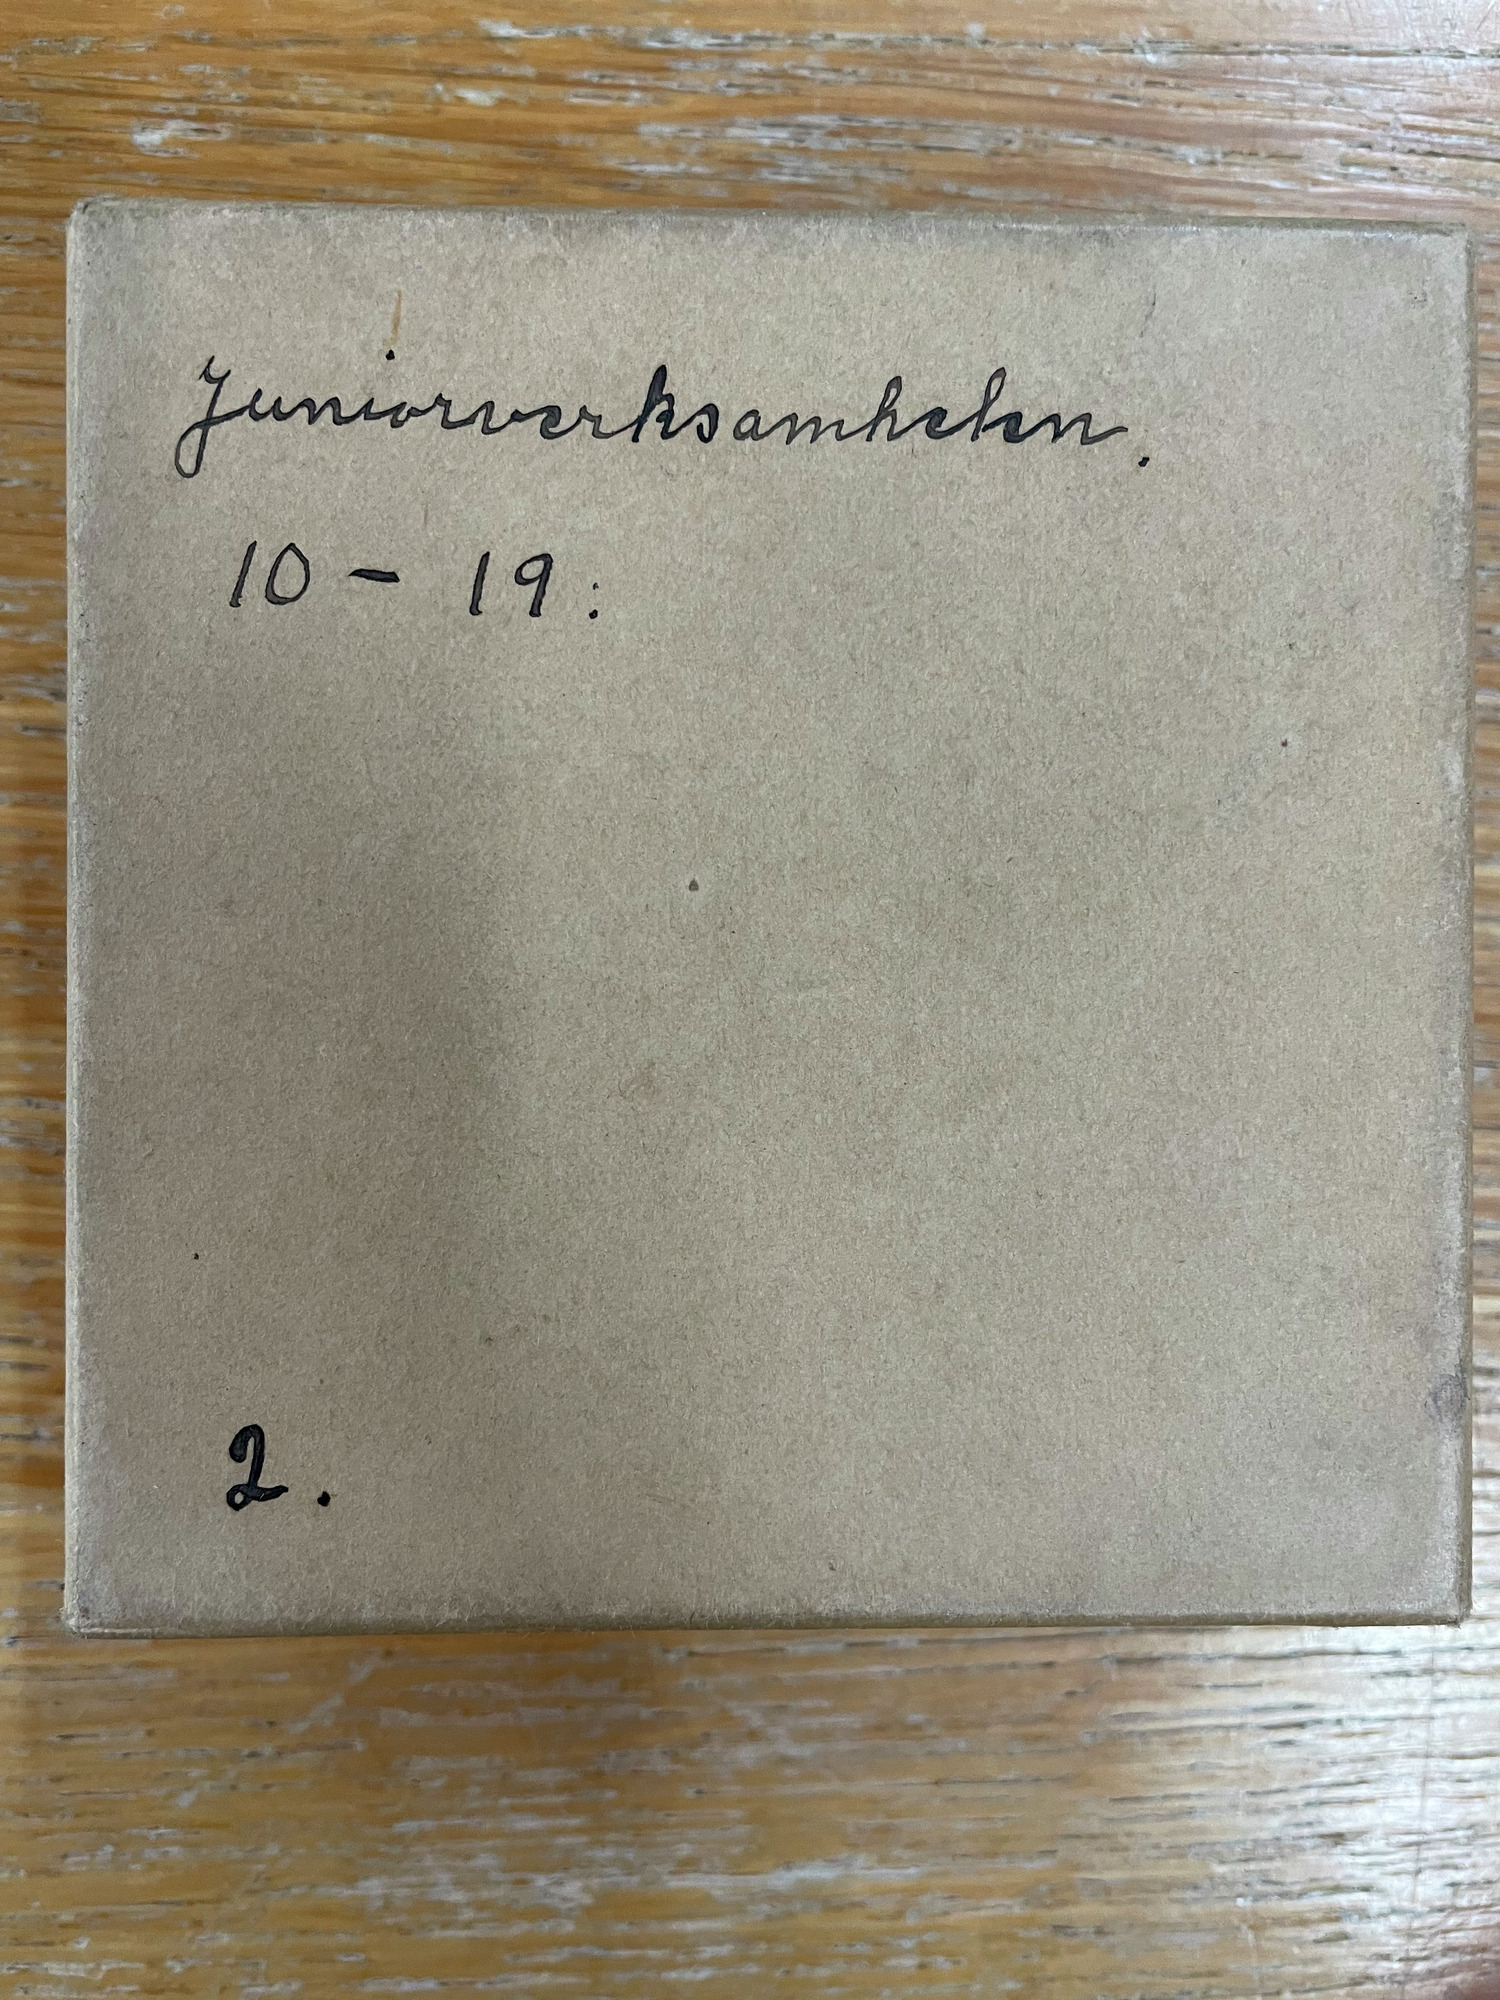 Juniorverksamheten.
10 - 19:
2.